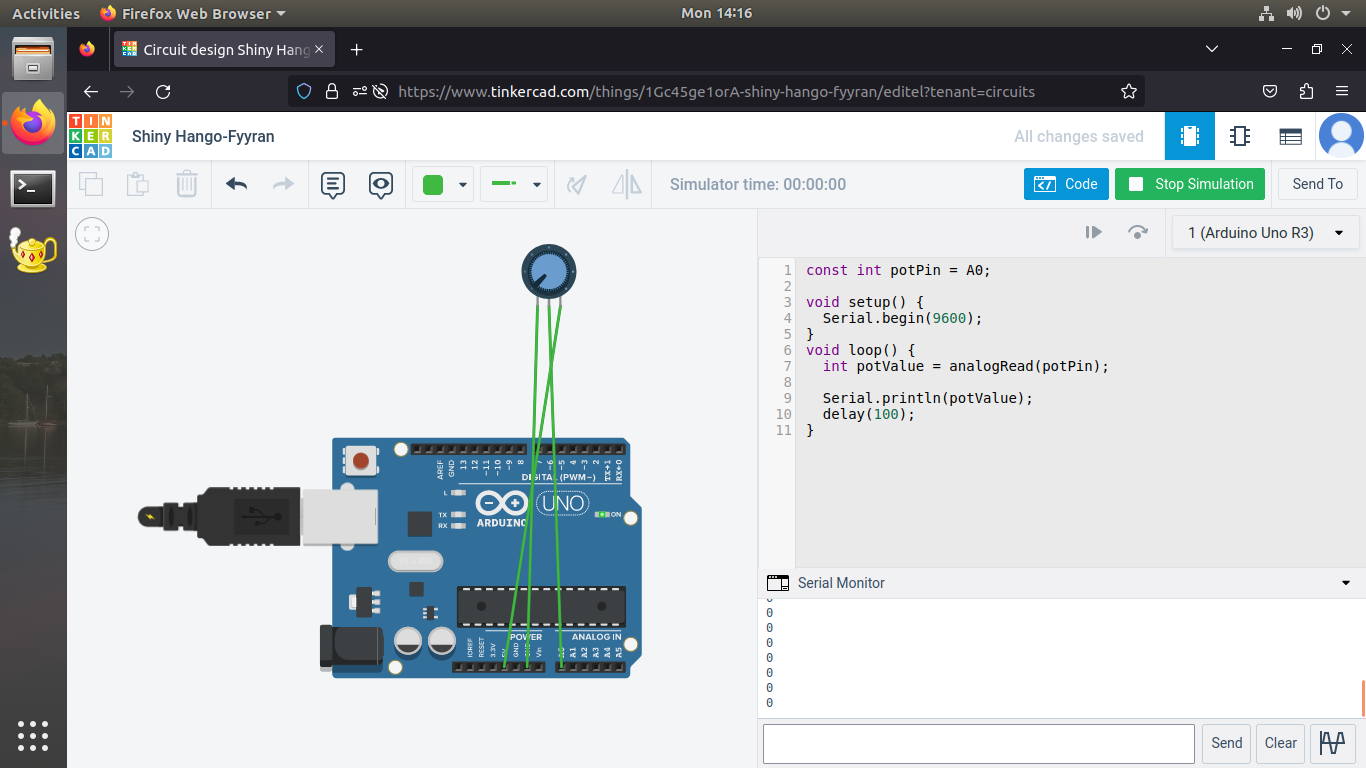 Activities
Firefox Web Browser
Mon 14:16
Circuit design Shiny Hang
https://www.tinkercad.com/things/1Gc45ge1orA-shiny-hango-fyyran/editel?tenant=circuits
TIN
KER
CAD
Shiny Hango-Fyyran
All changes saved
Simulator time: 00:00:00
Code
Stop Simulation
Send To
1 (Arduino Uno R3)
1 const int potPin = A0;
2
3 void setup() {
4 Serial.begin(9600);
5 }
6 void loop() {
7 int potValue = analogRead(potPin);
8
9 Serial.println(potValue);
10 delay(100);
11 }
AREF
GND
13
12
~11
~10
~9
8
7
~6
~5
4
~3
2
TX→1
RX←0
DIGITAL (PWM~)
L
TX
RX
ARDUINO
UNO
ON
POWER
ANALOG IN
IOREF
RESET
3.3V
5V
GND
GND
Vin
A0
A1
A2
A3
A4
A5
Serial Monitor
0
0
0
0
0
0
0
0
Send
Clear